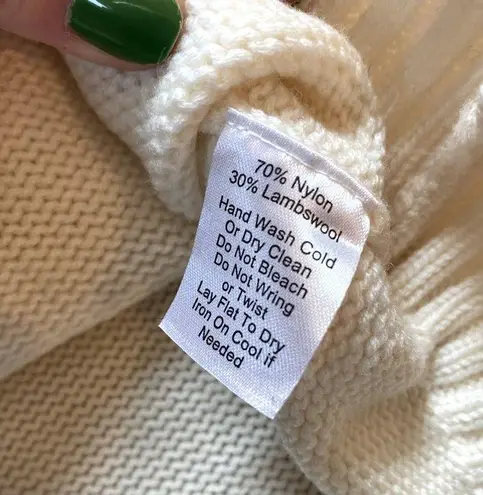 70% Nylon
30% Lambswool
Hand Wash Cold
Or Dry Clean
Do Not Bleach
Do Not Wring
or Twist
Lay Flat To Dry
Iron On Cool if
Needed